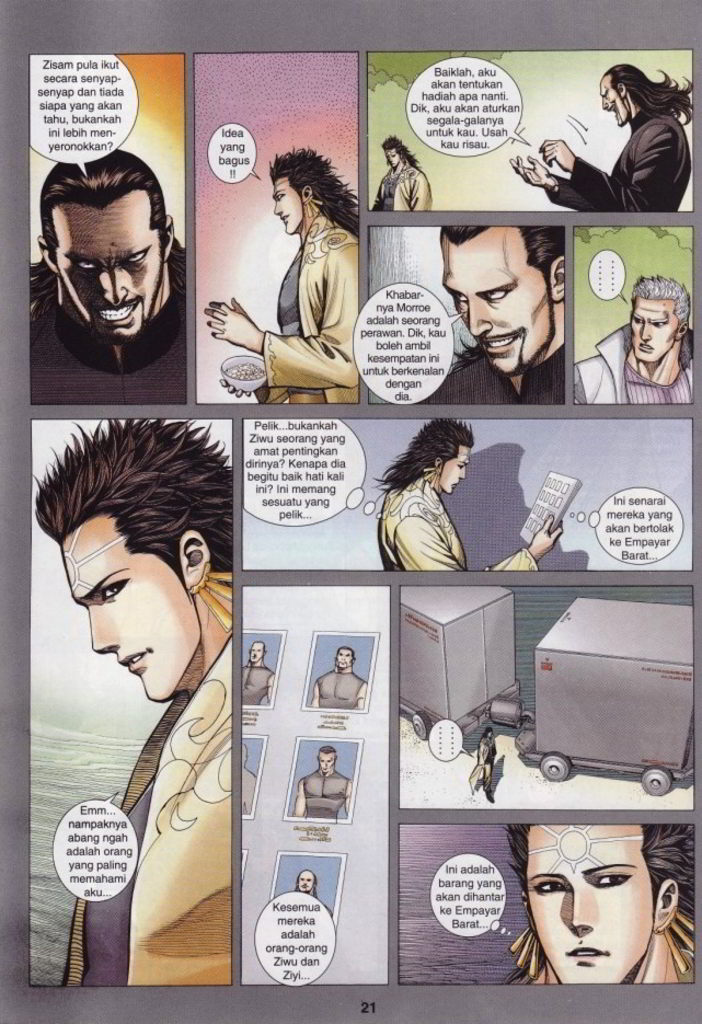 Zisam pula ikut
secara senyap-
senyap dan tiada
siapa yang akan
tahu, bukankah
ini lebih men-
yeronokkan?
Idea
yang
bagus
!!
Baiklah, aku
akan tentukan
hadiah apa nanti.
Dik, aku akan aturkan
segala-galanya
untuk kau. Usah
kau risau.
Khabar-
nya Morroe
adalah seorang
perawan. Dik, kau
boleh ambil
kesempatan ini
untuk berkenalan
dengan
dia.
Emm...
nampaknya
abang ngah
adalah orang
yang paling
memahami
aku...
Pelik...bukankah
Ziwu seorang yang
amat pentingkan
dirinya? Kenapa dia
begitu baik hati kali
ini? Ini memang
sesuatu yang
pelik...
Ini senarai
mereka yang
akan bertolak
ke Empayar
Barat...
Kesemua
mereka
adalah
orang-orang
Ziwu dan
Ziyi...
Ini adalah
barang yang
akan dihantar
ke Empayar
Barat...
21